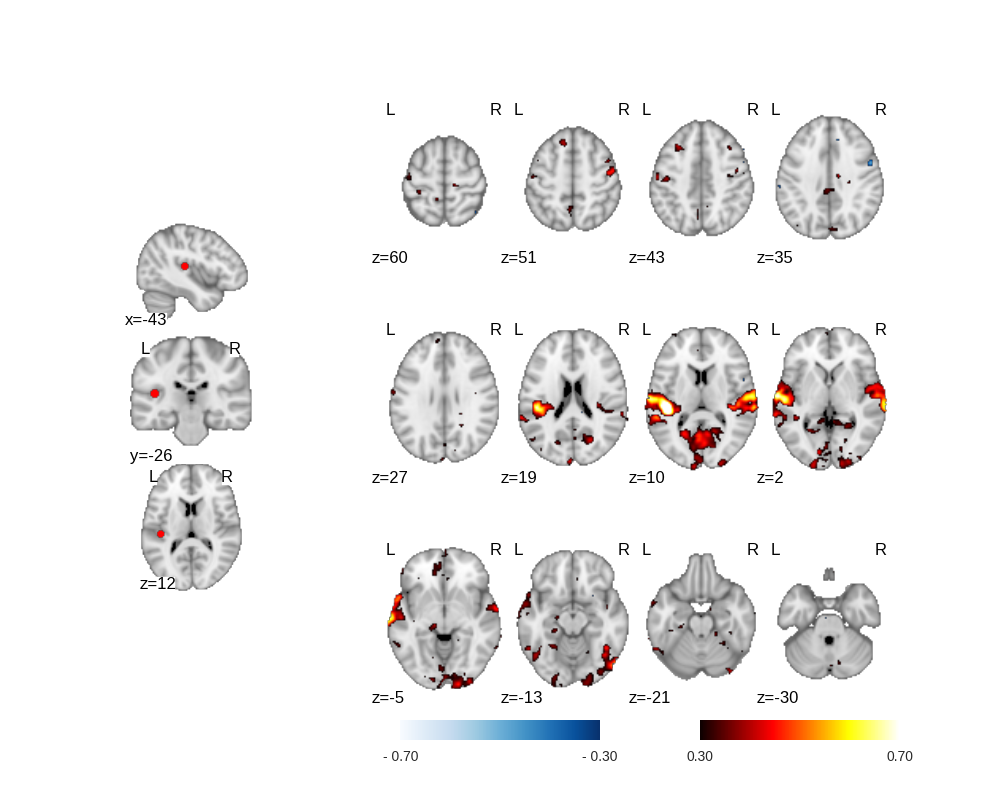 L R L R L R L R
z=60 z=51 z=43 z=35
x=-43
L R L R L R L R
L R
y=-26
z=27 z=19 z=10 z=2
L R
z=12
L R L R L R L R
z=-5 z=-13 z=-21 z=-30
- 0.70 - 0.30 0.30 0.70